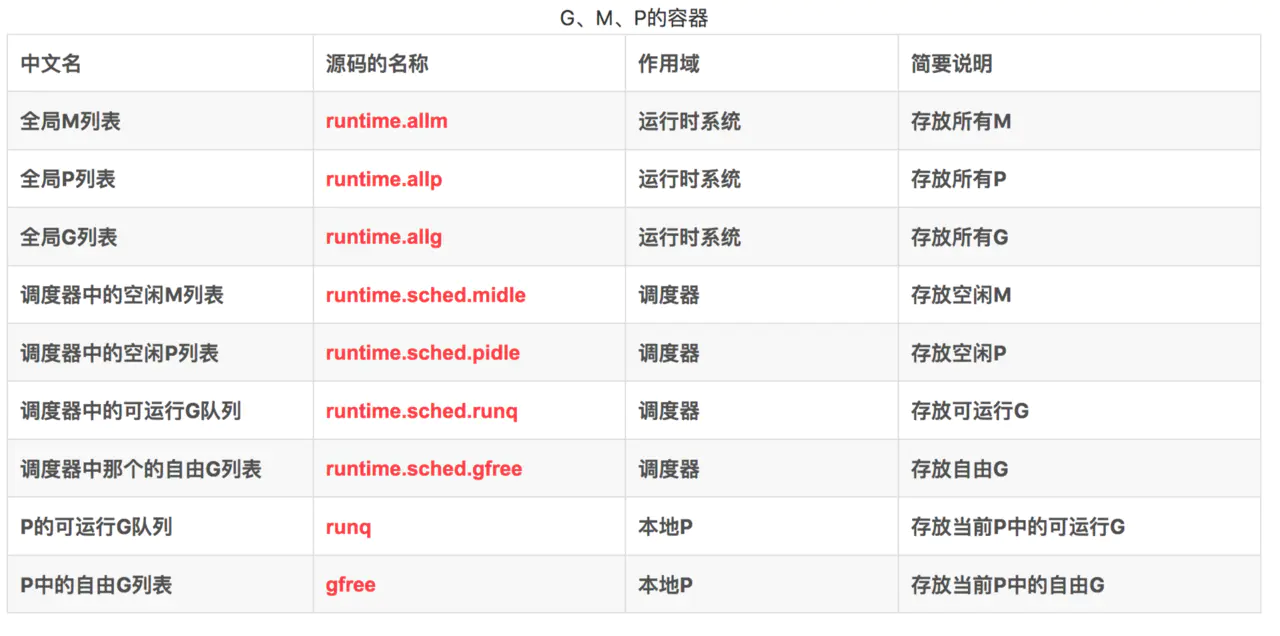 G、M、P的容器
中文名 源码的名称 作用域 简要说明
全局M列表 runtime.allm 运行时系统 存放所有M
全局P列表 runtime.allp 运行时系统 存放所有P
全局G列表 runtime.allg 运行时系统 存放所有G
调度器中的空闲M列表 runtime.sched.midle 调度器 存放空闲M
调度器中的空闲P列表 runtime.sched.pidle 调度器 存放空闲P
调度器中的可运行G队列 runtime.sched.runq 调度器 存放可运行G
调度器中那个的自由G列表 runtime.sched.gfree 调度器 存放自由G
P的可运行G队列 runq 本地P 存放当前P中的可运行G
P中的自由G列表 gfree 本地P 存放当前P中的自由G